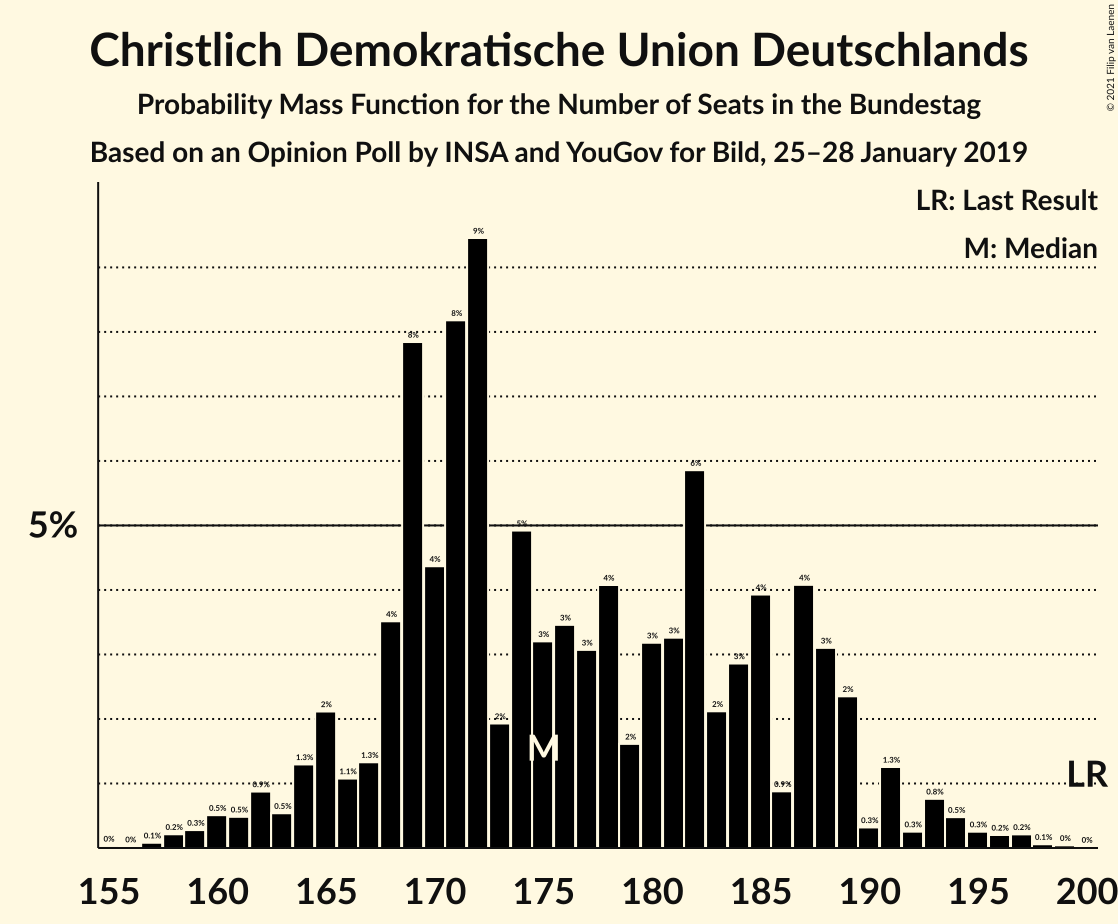 © 2021 Filip van Laenen
Christlich Demokratische Union Deutschlands
Probability Mass Function for the Number of Seats in the Bundestag
Based on an Opinion Poll by INSA and YouGov for Bild, 25–28 January 2019
LR: Last Result
M: Median
5%
0% 0% 0.1% 0.2% 0.3% 0.5% 0.5% 0.9% 0.5% 1.3% 2% 1.1% 1.3% 4% 8% 4% 8% 9% 2% 5% 3% 3% 3% 4% 2% 3% 3% 6% 2% 3% 4% 0.9% 4% 3% 2% 0.3% 1.3% 0.3% 0.8% 0.5% 0.3% 0.2% 0.2% 0.1% 0% 0%
M
LR
155 160 165 170 175 180 185 190 195 200